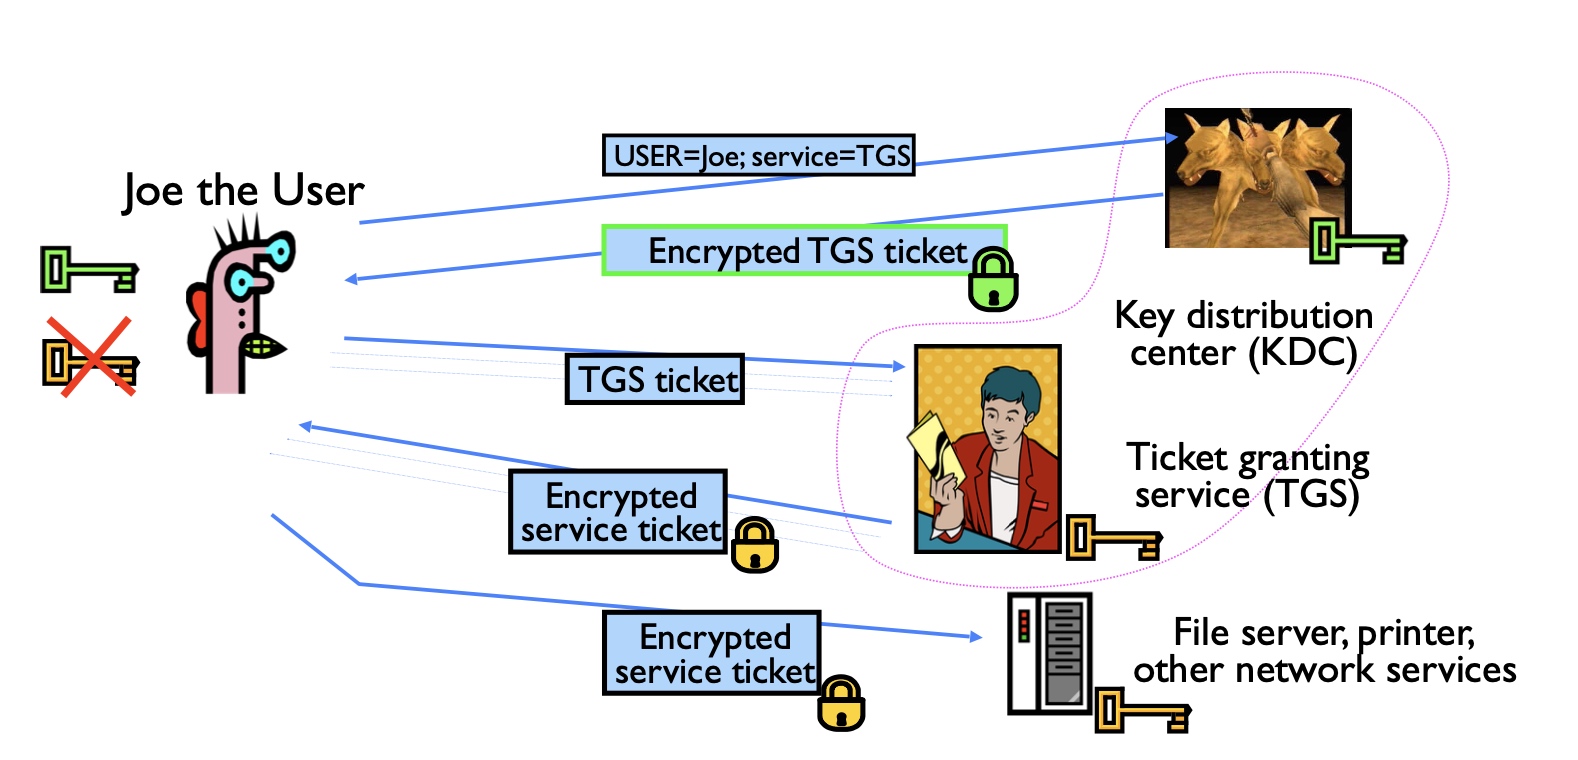 Joe the User
USER=Joe; service=TGS
Encrypted TGS ticket
Key distribution
center (KDC)
TGS ticket
Ticket granting
service (TGS)
Encrypted
service ticket
Encrypted
service ticket
File server, printer,
other network services